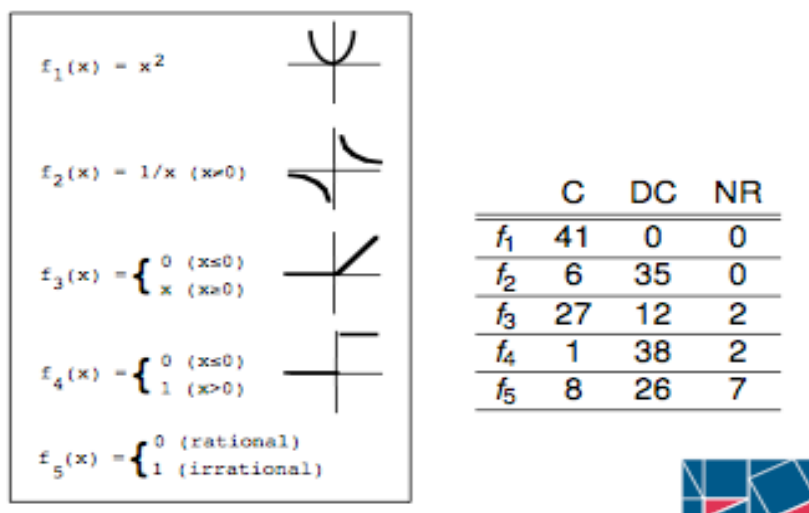 f₁(x) = x²
f₂(x) = 1/x (x≠0)
f₃(x) = { 0 (x≤0)
x (x≥0)
f₄(x) = { 0 (x≤0)
1 (x>0)
f₅(x) = { 0 (rational)
1 (irrational)
C DC NR
f₁ 41 0 0
f₂ 6 35 0
f₃ 27 12 2
f₄ 1 38 2
f₅ 8 26 7